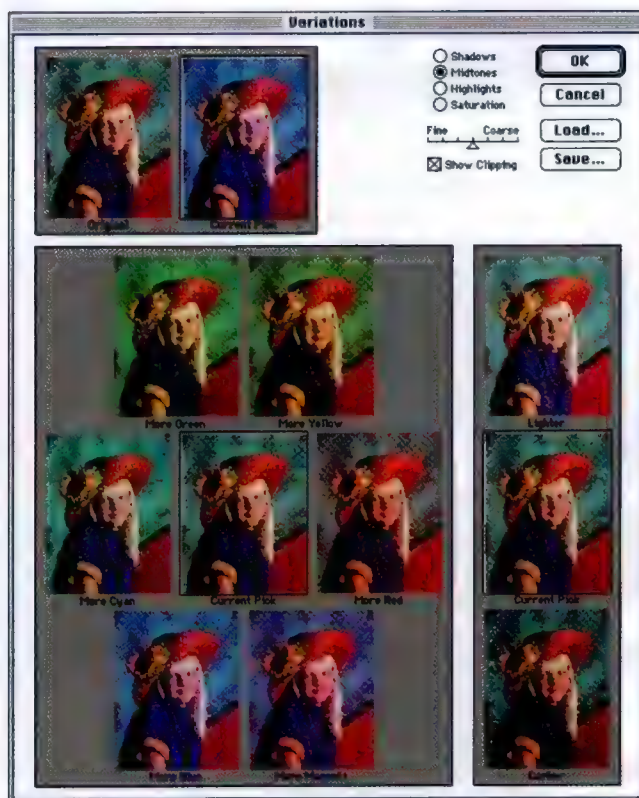 Variations
Shadows
Midtones
Highlights
Saturation
Fine Coarse
Show Clipping
OK
Cancel
Load...
Save...
Original
Current Pick
More Green
More Yellow
Lighter
More Cyan
Current Pick
More Red
Current Pick
More Blue
More Magenta
Darker